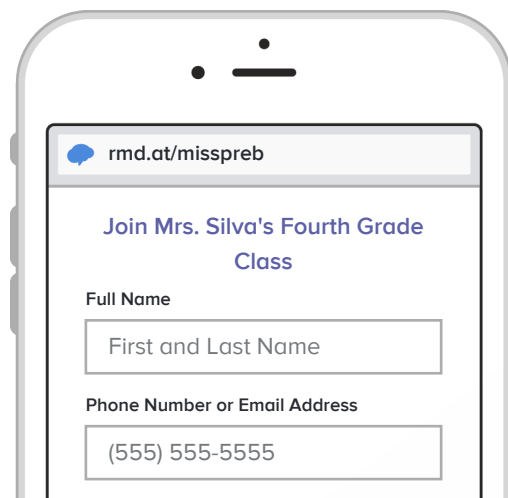 rmd.at/misspreb
Join Mrs. Silva's Fourth Grade
Class
Full Name
First and Last Name
Phone Number or Email Address
(555) 555-5555